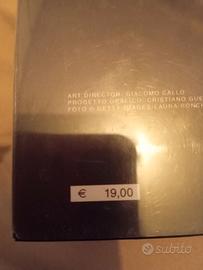 ART DIRECTOR: GIACOMO CALLO
PROGETTO GRAFICO: CRISTIANO GUE
FOTO © GETTY IMAGES/LAURA RONCH
€ 19,00
subito